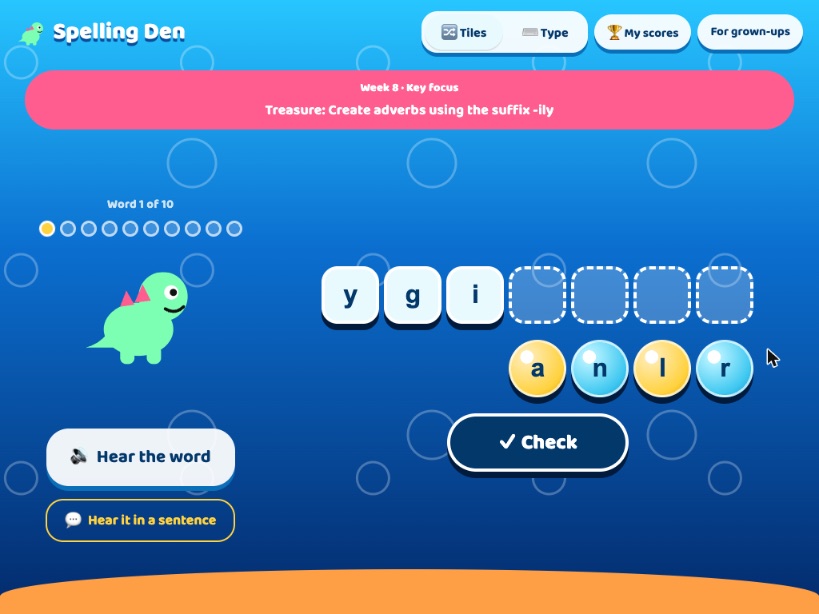 Spelling Den
Tiles
Type
My scores
For grown-ups
Week 8 · Key focus
Treasure: Create adverbs using the suffix -ily
Word 1 of 10
y g i
a n l r
Check
Hear the word
Hear it in a sentence